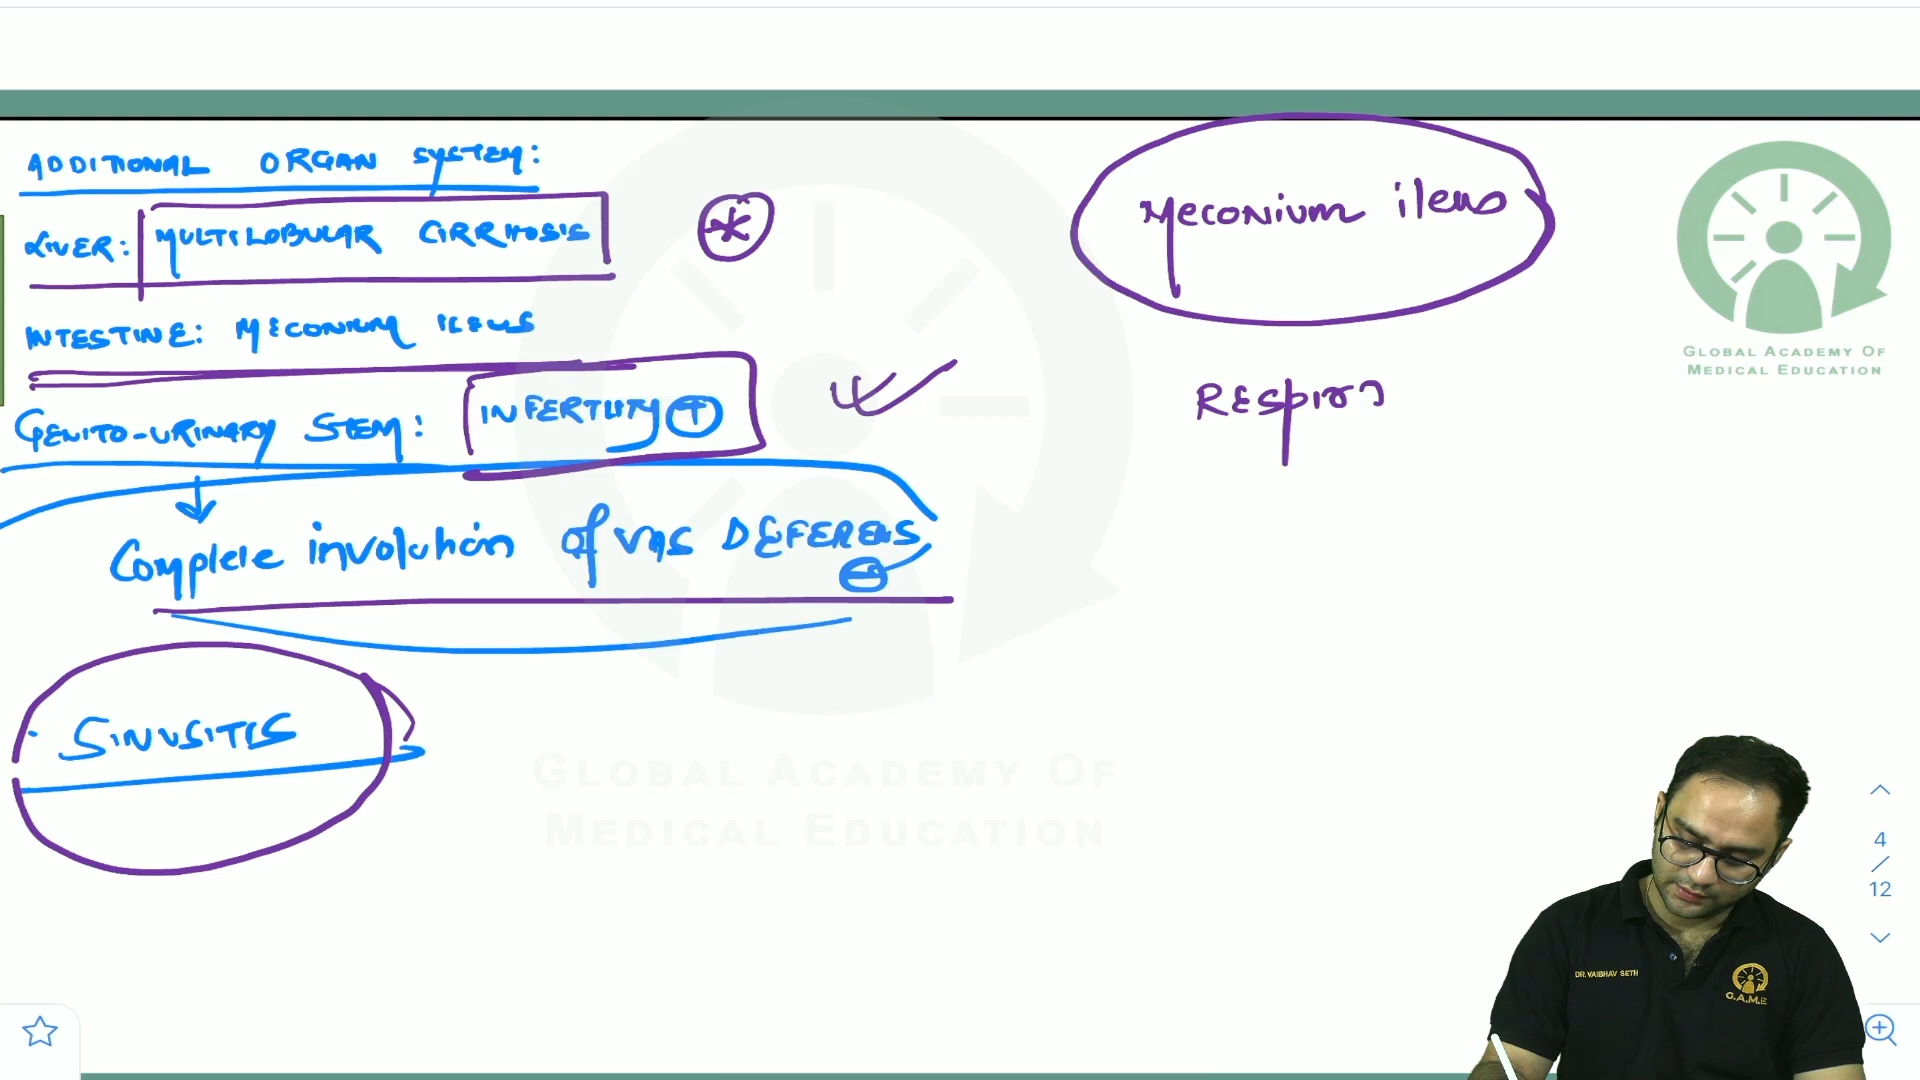 ADDITIONAL ORGAN SYSTEM:
LIVER: MULTILOBULAR CIRRHOSIS
INTESTINE: MECONIUM ILEUS
GENITO-URINARY STEM: INFERTILITY +
Complete involution of VAS DEFERENS
SINUSITIS
Meconium ileus
RESPIRA
GLOBAL ACADEMY OF
MEDICAL EDUCATION
GLOBAL ACADEMY OF
MEDICAL EDUCATION
4
/
12
DR.VAIBHAV SETH
G.A.M.E